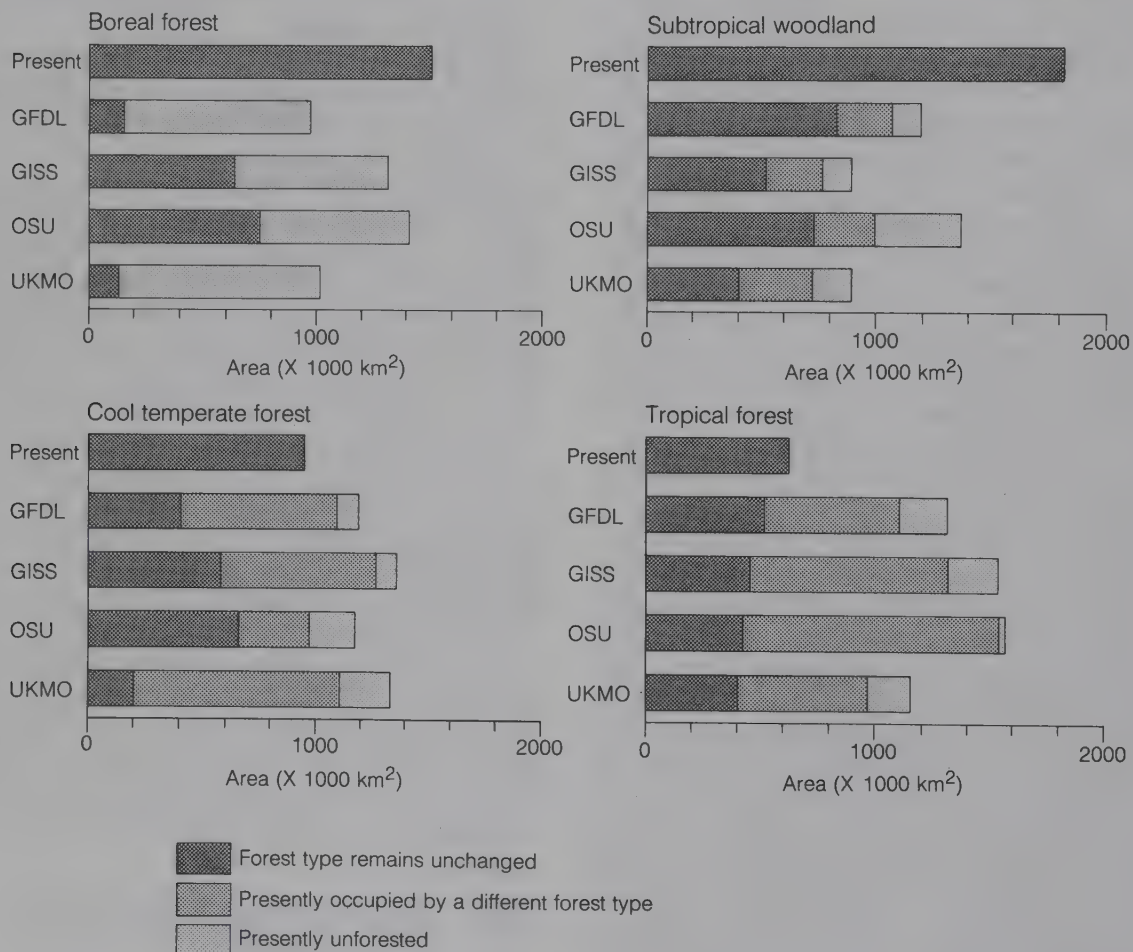 Boreal forest
Present
GFDL
GISS
OSU
UKMO
0 1000 2000
Area (X 1000 km²)
Subtropical woodland
Present
GFDL
GISS
OSU
UKMO
0 1000 2000
Area (X 1000 km²)
Cool temperate forest
Present
GFDL
GISS
OSU
UKMO
0 1000 2000
Area (X 1000 km²)
Tropical forest
Present
GFDL
GISS
OSU
UKMO
0 1000 2000
Area (X 1000 km²)
Forest type remains unchanged
Presently occupied by a different forest type
Presently unforested